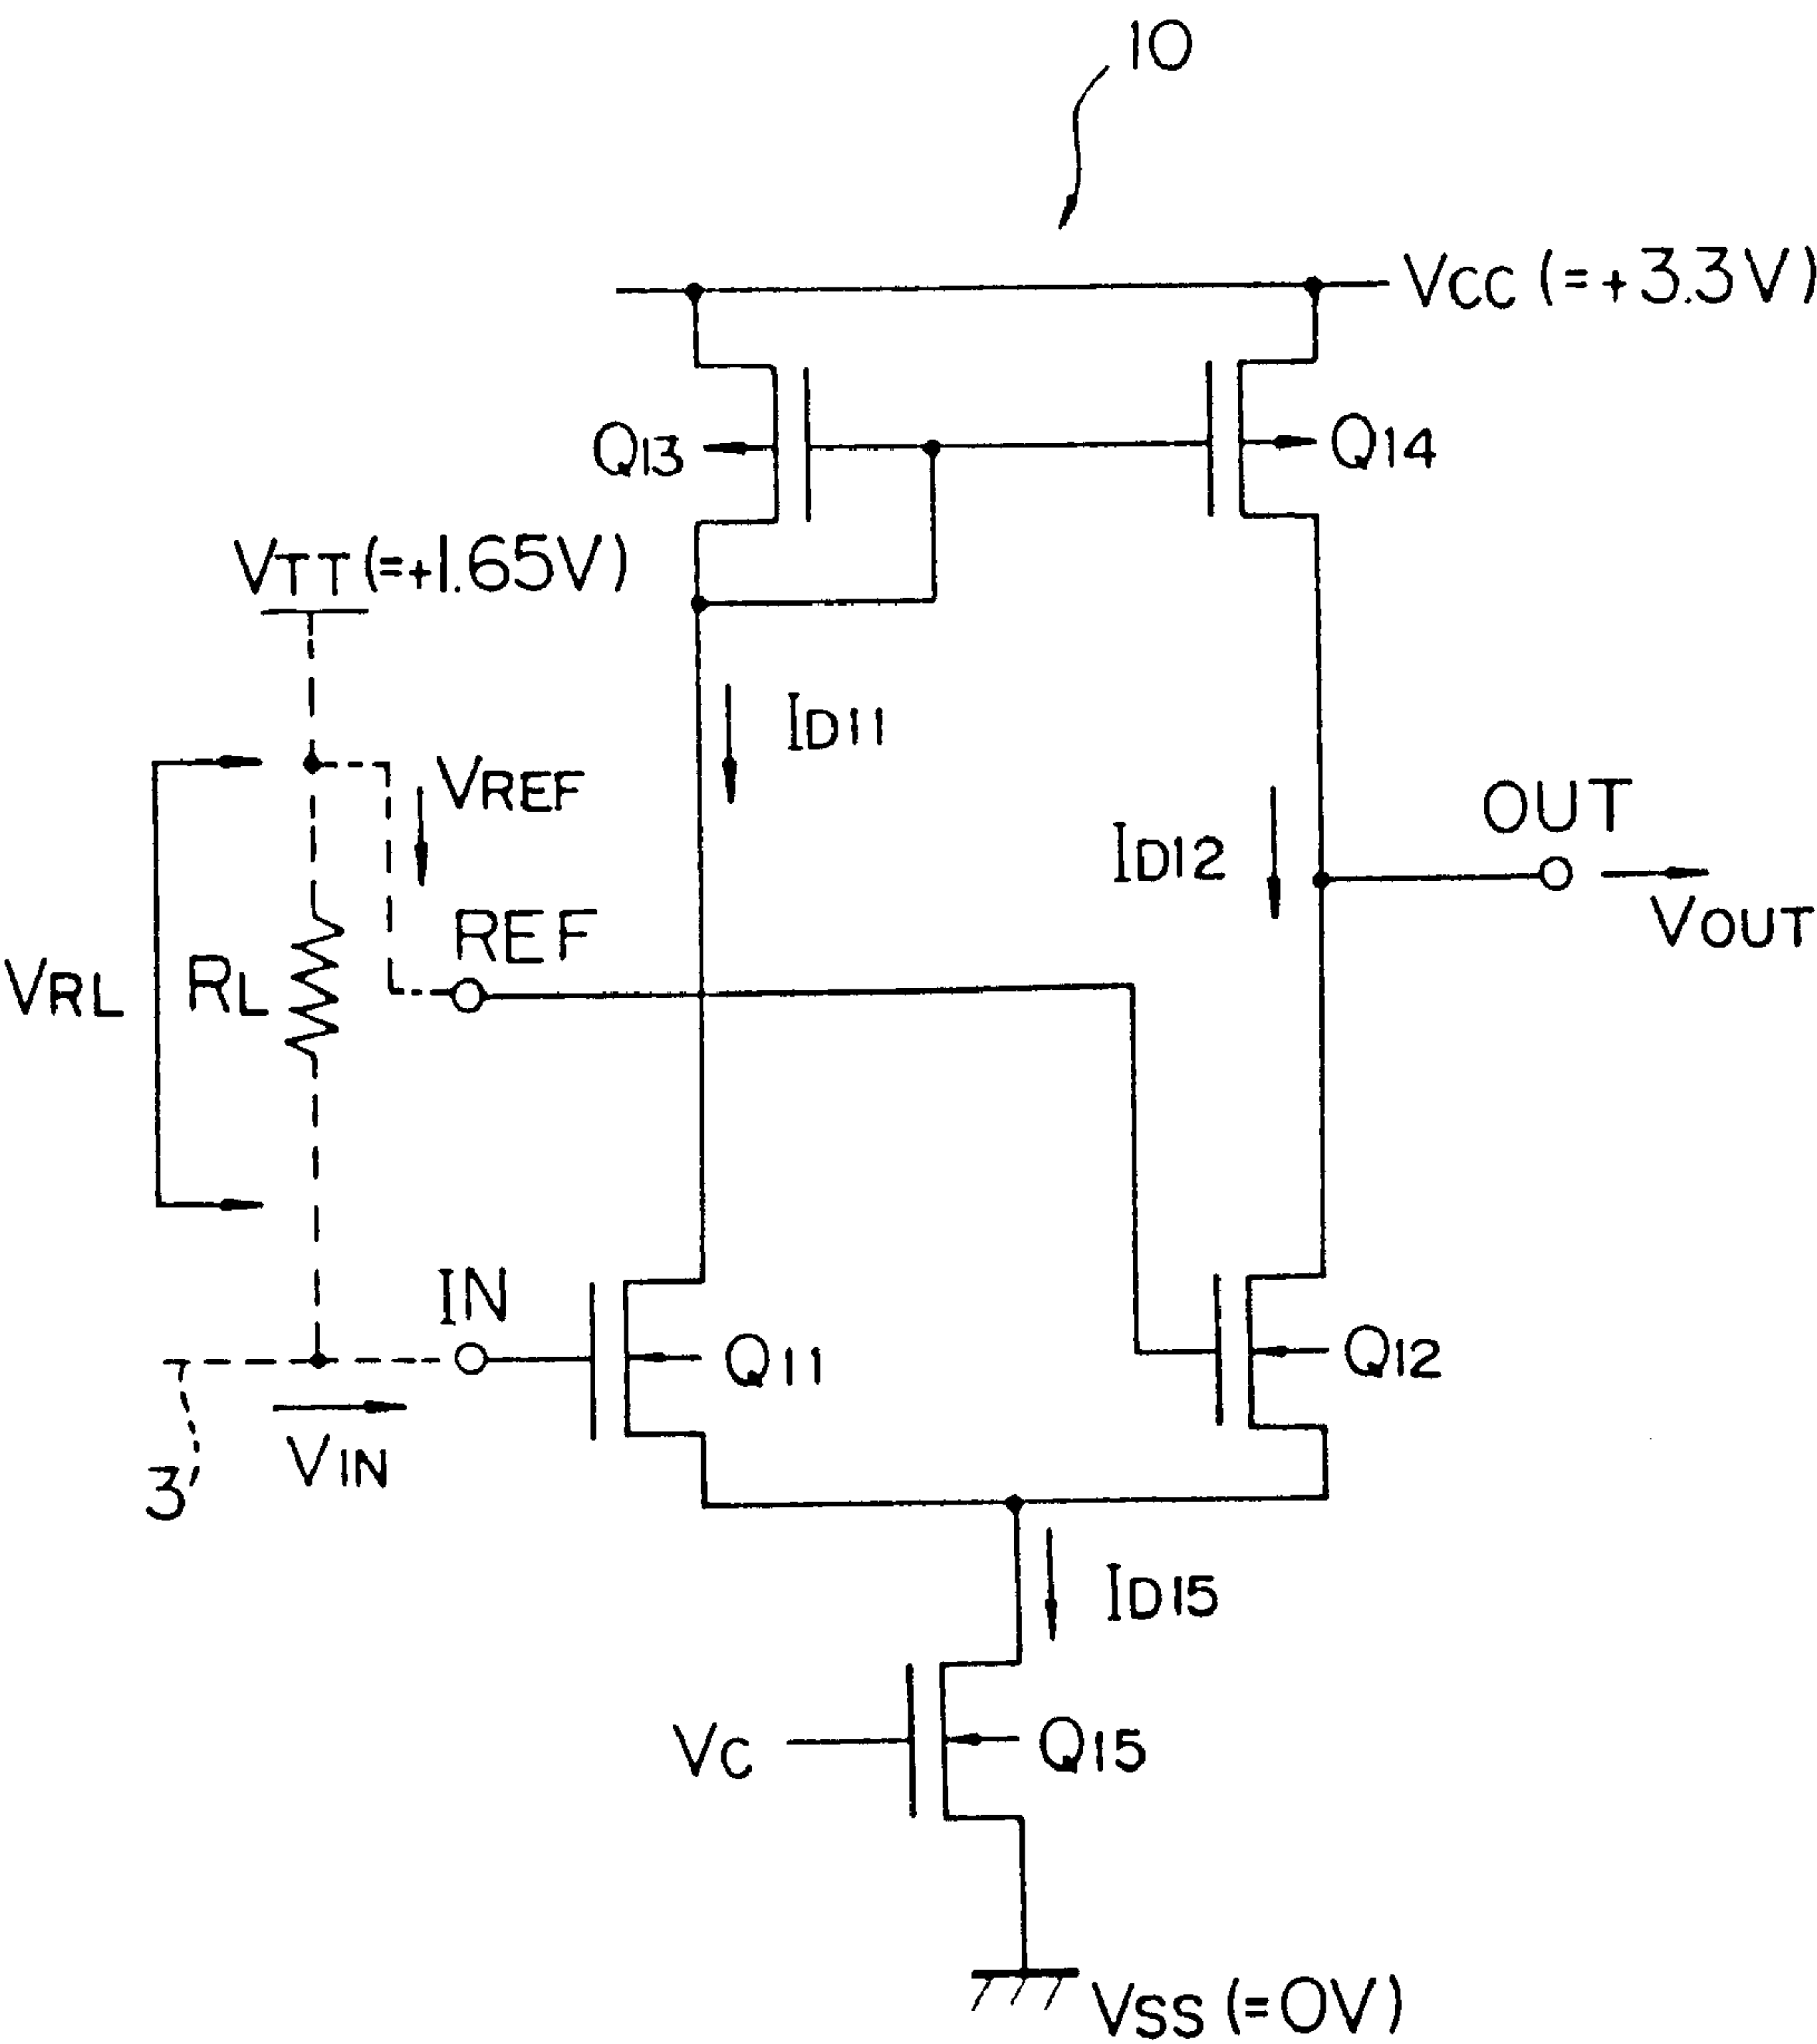 10
VCC (=+3.3V)
Q13
Q14
VTT (=+1.65V)
ID11
VREF
OUT
ID12
REF
VOUT
VRL
RL
IN
Q11
Q12
VIN
3'
ID15
VC
Q15
VSS (=0V)